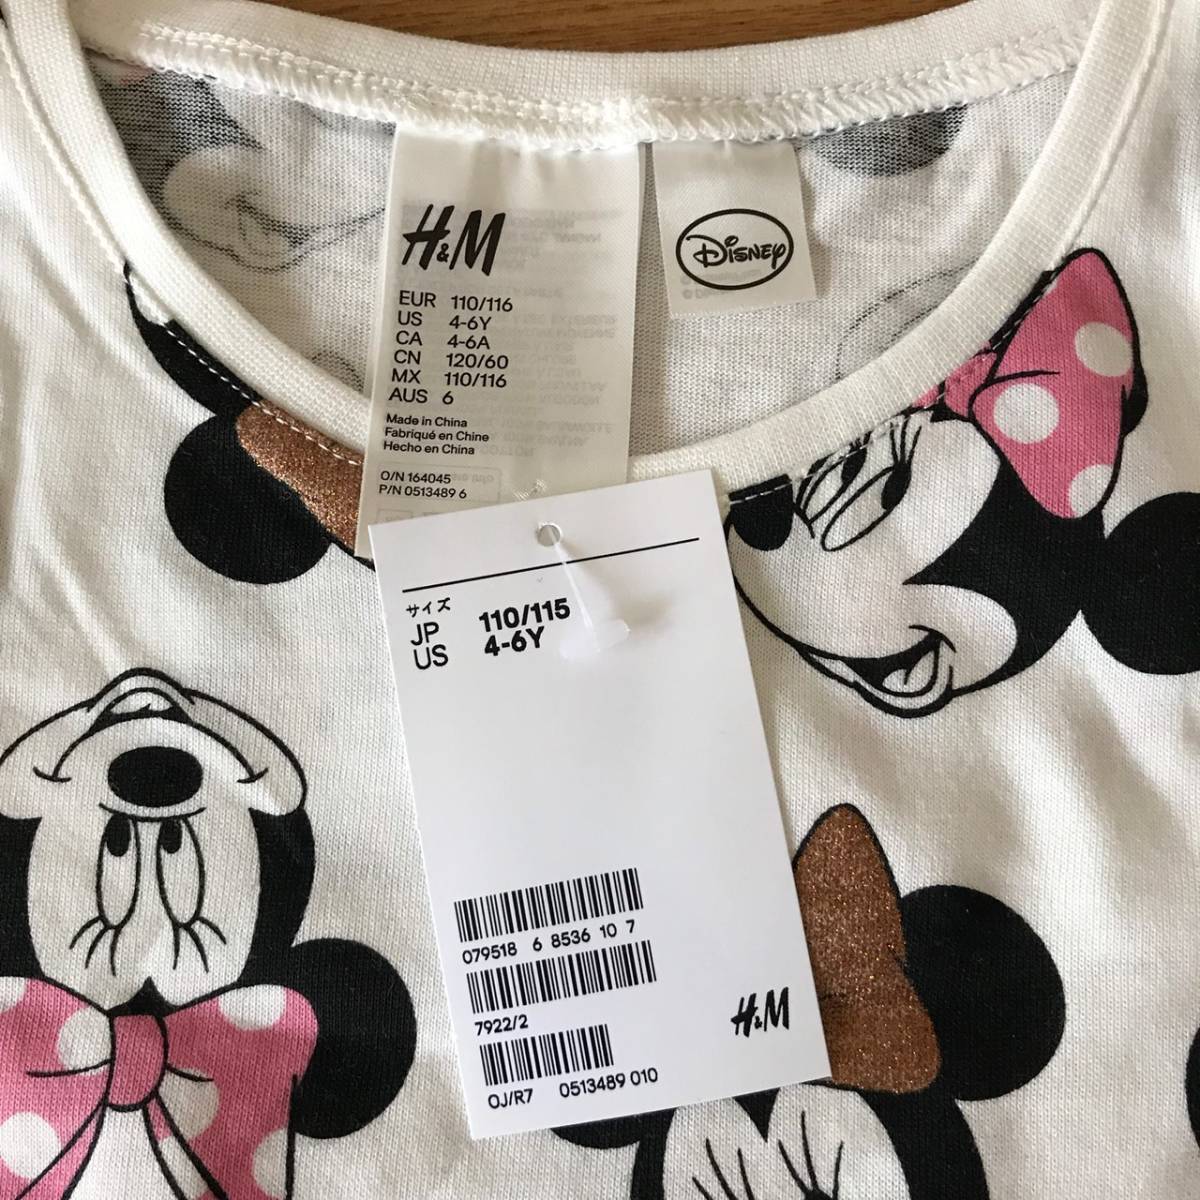 H&M
EUR 110/116
US 4-6Y
CA 4-6A
CN 120/60
MX 110/116
AUS 6
Made in China
Fabriqué en Chine
Hecho en China
O/N 164045
P/N 0513489 6
Disney
サイズ
JP 110/115
US 4-6Y
079518 6 8536 10 7
7922/2
H&M
OJ/R7 0513489 010